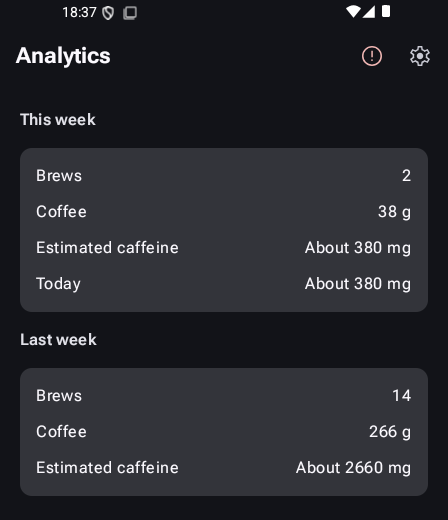 18:37
Analytics
This week
Brews 2
Coffee 38 g
Estimated caffeine About 380 mg
Today About 380 mg
Last week
Brews 14
Coffee 266 g
Estimated caffeine About 2660 mg